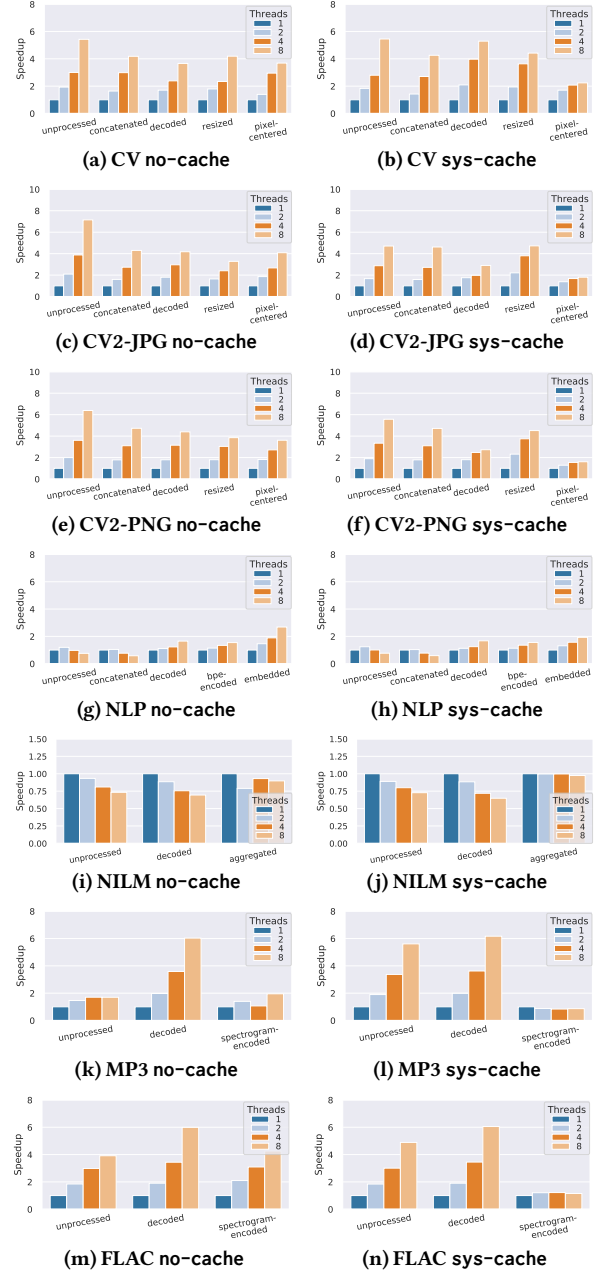 8
6
4
2
0
Speedup
Threads
1
2
4
8
unprocessed
concatenated
decoded
resized
pixel-
centered
(a) CV no-cache
8
6
4
2
0
Speedup
Threads
1
2
4
8
unprocessed
concatenated
decoded
resized
pixel-
centered
(b) CV sys-cache
10
8
6
4
2
0
Speedup
Threads
1
2
4
8
unprocessed
concatenated
decoded
resized
pixel-
centered
(c) CV2-JPG no-cache
10
8
6
4
2
0
Speedup
Threads
1
2
4
8
unprocessed
concatenated
decoded
resized
pixel-
centered
(d) CV2-JPG sys-cache
10
8
6
4
2
0
Speedup
Threads
1
2
4
8
unprocessed
concatenated
decoded
resized
pixel-
centered
(e) CV2-PNG no-cache
10
8
6
4
2
0
Speedup
Threads
1
2
4
8
unprocessed
concatenated
decoded
resized
pixel-
centered
(f) CV2-PNG sys-cache
8
6
4
2
0
Speedup
Threads
1
2
4
8
unprocessed
concatenated
decoded
bpe-
encoded
embedded
(g) NLP no-cache
8
6
4
2
0
Speedup
Threads
1
2
4
8
unprocessed
concatenated
decoded
bpe-
encoded
embedded
(h) NLP sys-cache
1.50
1.25
1.00
0.75
0.50
0.25
0.00
Speedup
Threads
1
2
4
8
unprocessed
decoded
aggregated
(i) NILM no-cache
1.50
1.25
1.00
0.75
0.50
0.25
0.00
Speedup
Threads
1
2
4
8
unprocessed
decoded
aggregated
(j) NILM sys-cache
8
6
4
2
0
Speedup
Threads
1
2
4
8
unprocessed
decoded
spectrogram-
encoded
(k) MP3 no-cache
8
6
4
2
0
Speedup
Threads
1
2
4
8
unprocessed
decoded
spectrogram-
encoded
(l) MP3 sys-cache
8
6
4
2
0
Speedup
Threads
1
2
4
8
unprocessed
decoded
spectrogram-
encoded
(m) FLAC no-cache
8
6
4
2
0
Speedup
Threads
1
2
4
8
unprocessed
decoded
spectrogram-
encoded
(n) FLAC sys-cache